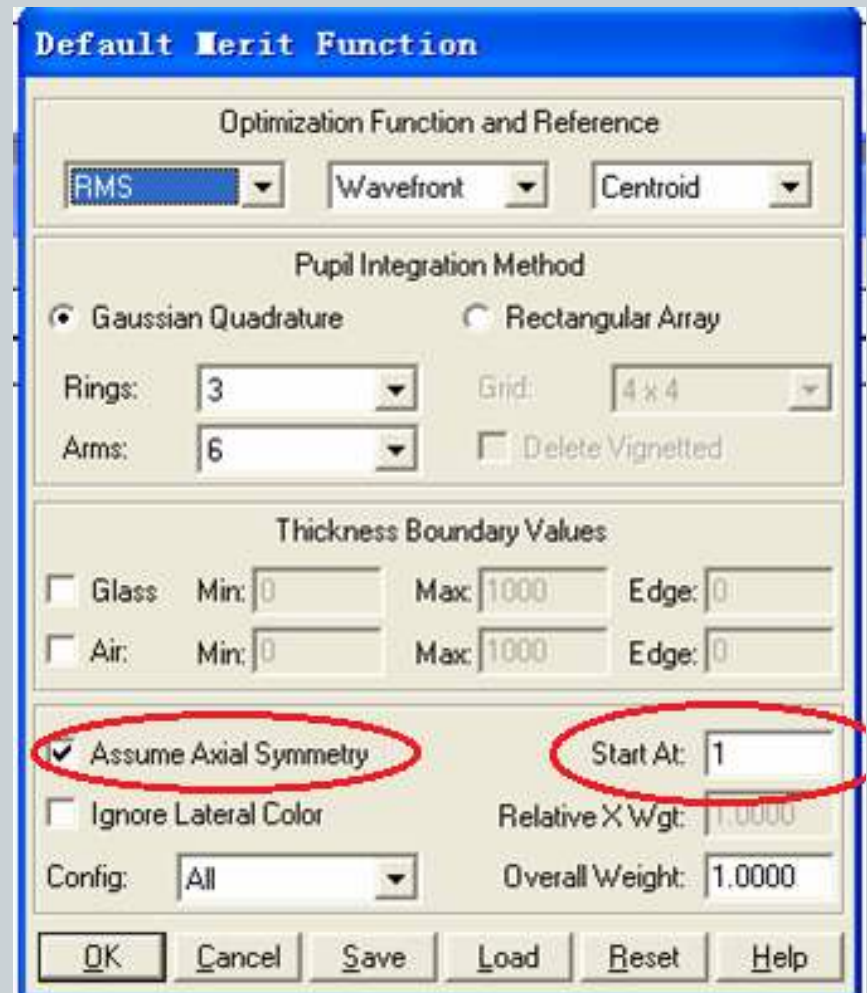 Default Merit Function
Optimization Function and Reference
RMS Wavefront Centroid
Pupil Integration Method
Gaussian Quadrature Rectangular Array
Rings: 3 Grid: 4 x 4
Arms: 6 Delete Vignetted
Thickness Boundary Values
Glass Min: 0 Max: 1000 Edge: 0
Air: Min: 0 Max: 1000 Edge: 0
Assume Axial Symmetry Start At: 1
Ignore Lateral Color Relative X Wgt: 1.0000
Config: All Overall Weight: 1.0000
OK Cancel Save Load Reset Help